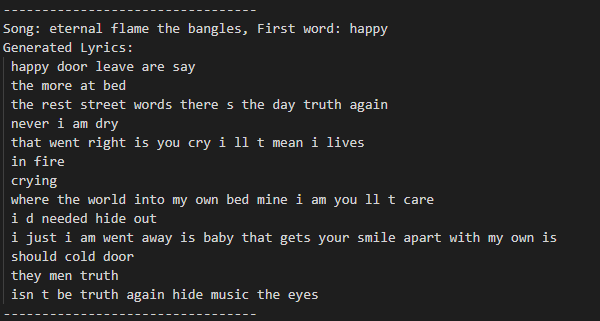 ---------------------------------
Song: eternal flame the bangles, First word: happy
Generated Lyrics:
happy door leave are say
the more at bed
the rest street words there s the day truth again
never i am dry
that went right is you cry i ll t mean i lives
in fire
crying
where the world into my own bed mine i am you ll t care
i d needed hide out
i just i am went away is baby that gets your smile apart with my own is
should cold door
they men truth
isn t be truth again hide music the eyes
---------------------------------